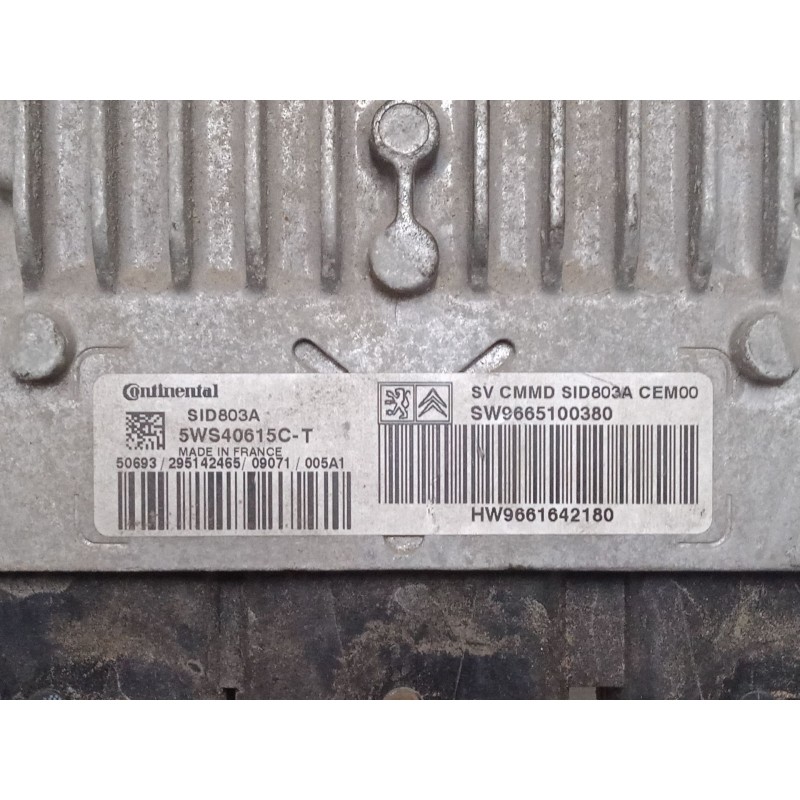 Continental
SID803A
5WS40615C-T
MADE IN FRANCE
50693 / 295142465 / 09071 / 005A1
SV CMMD SID803A CEM00
SW9665100380
HW9661642180